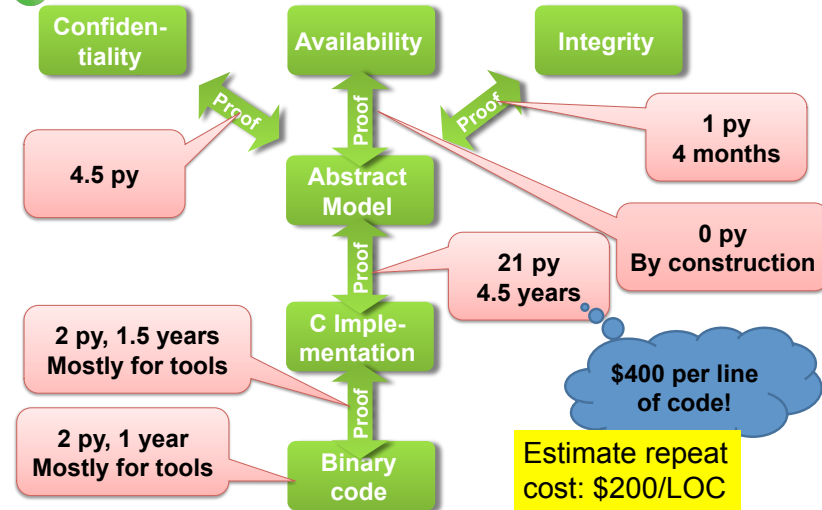 Confiden-
tiality
Availability
Integrity
Proof
Proof
Proof
1 py
4 months
4.5 py
Abstract
Model
0 py
By construction
Proof
21 py
4.5 years
2 py, 1.5 years
Mostly for tools
C Imple-
mentation
$400 per line
of code!
Proof
2 py, 1 year
Mostly for tools
Binary
code
Estimate repeat
cost: $200/LOC